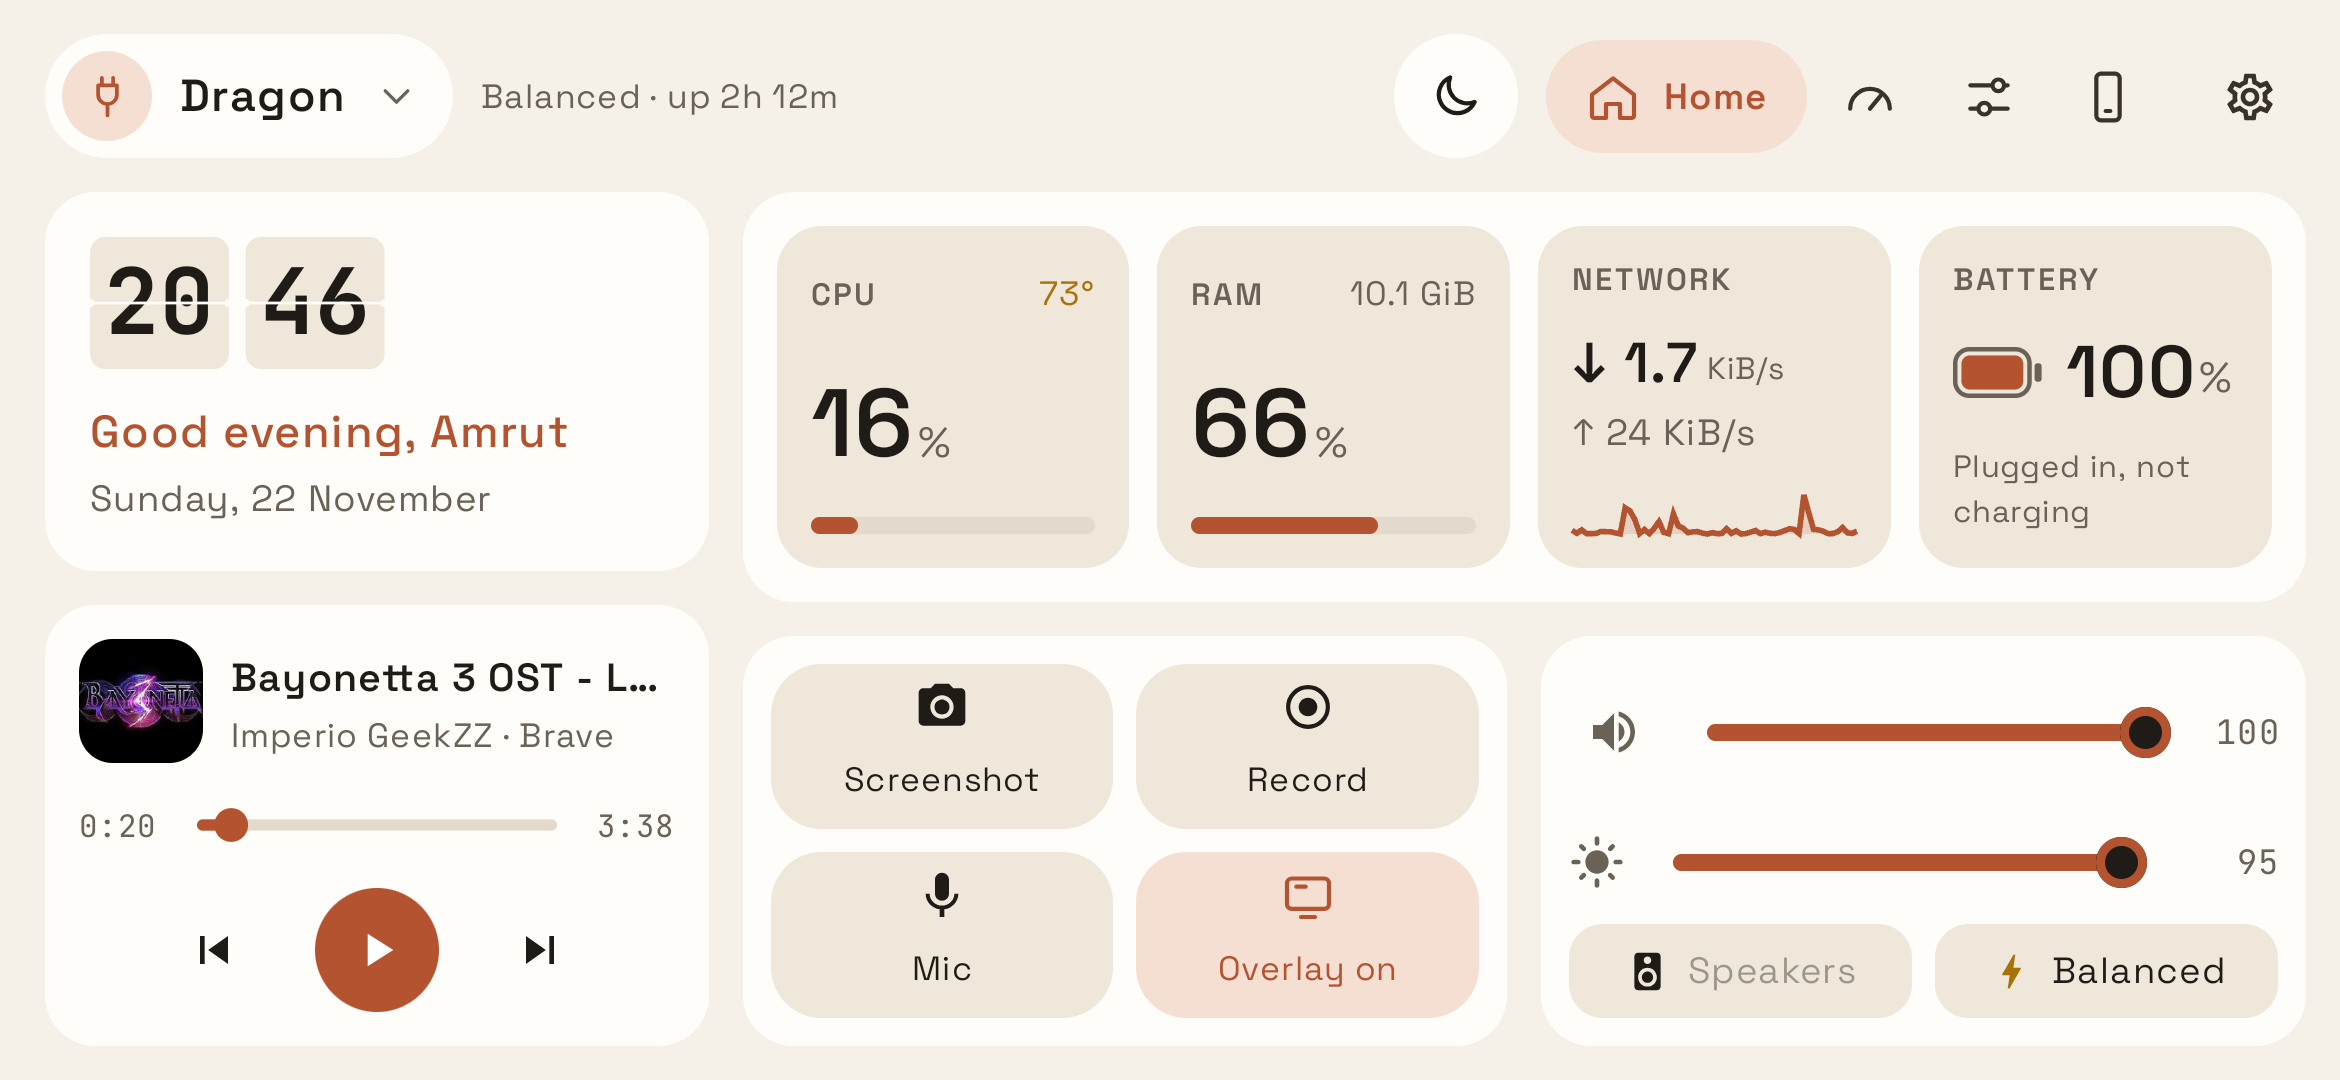 Dragon
Balanced · up 2h 12m
Home
20 46
Good evening, Amrut
Sunday, 22 November
CPU 73°
16%
RAM 10.1 GiB
66%
NETWORK
↓ 1.7 KiB/s
↑ 24 KiB/s
BATTERY
100%
Plugged in, not
charging
BAYONETTA
Bayonetta 3 OST - L...
Imperio GeekZZ · Brave
0:20 3:38
Screenshot
Record
Mic
Overlay on
100
95
Speakers
Balanced